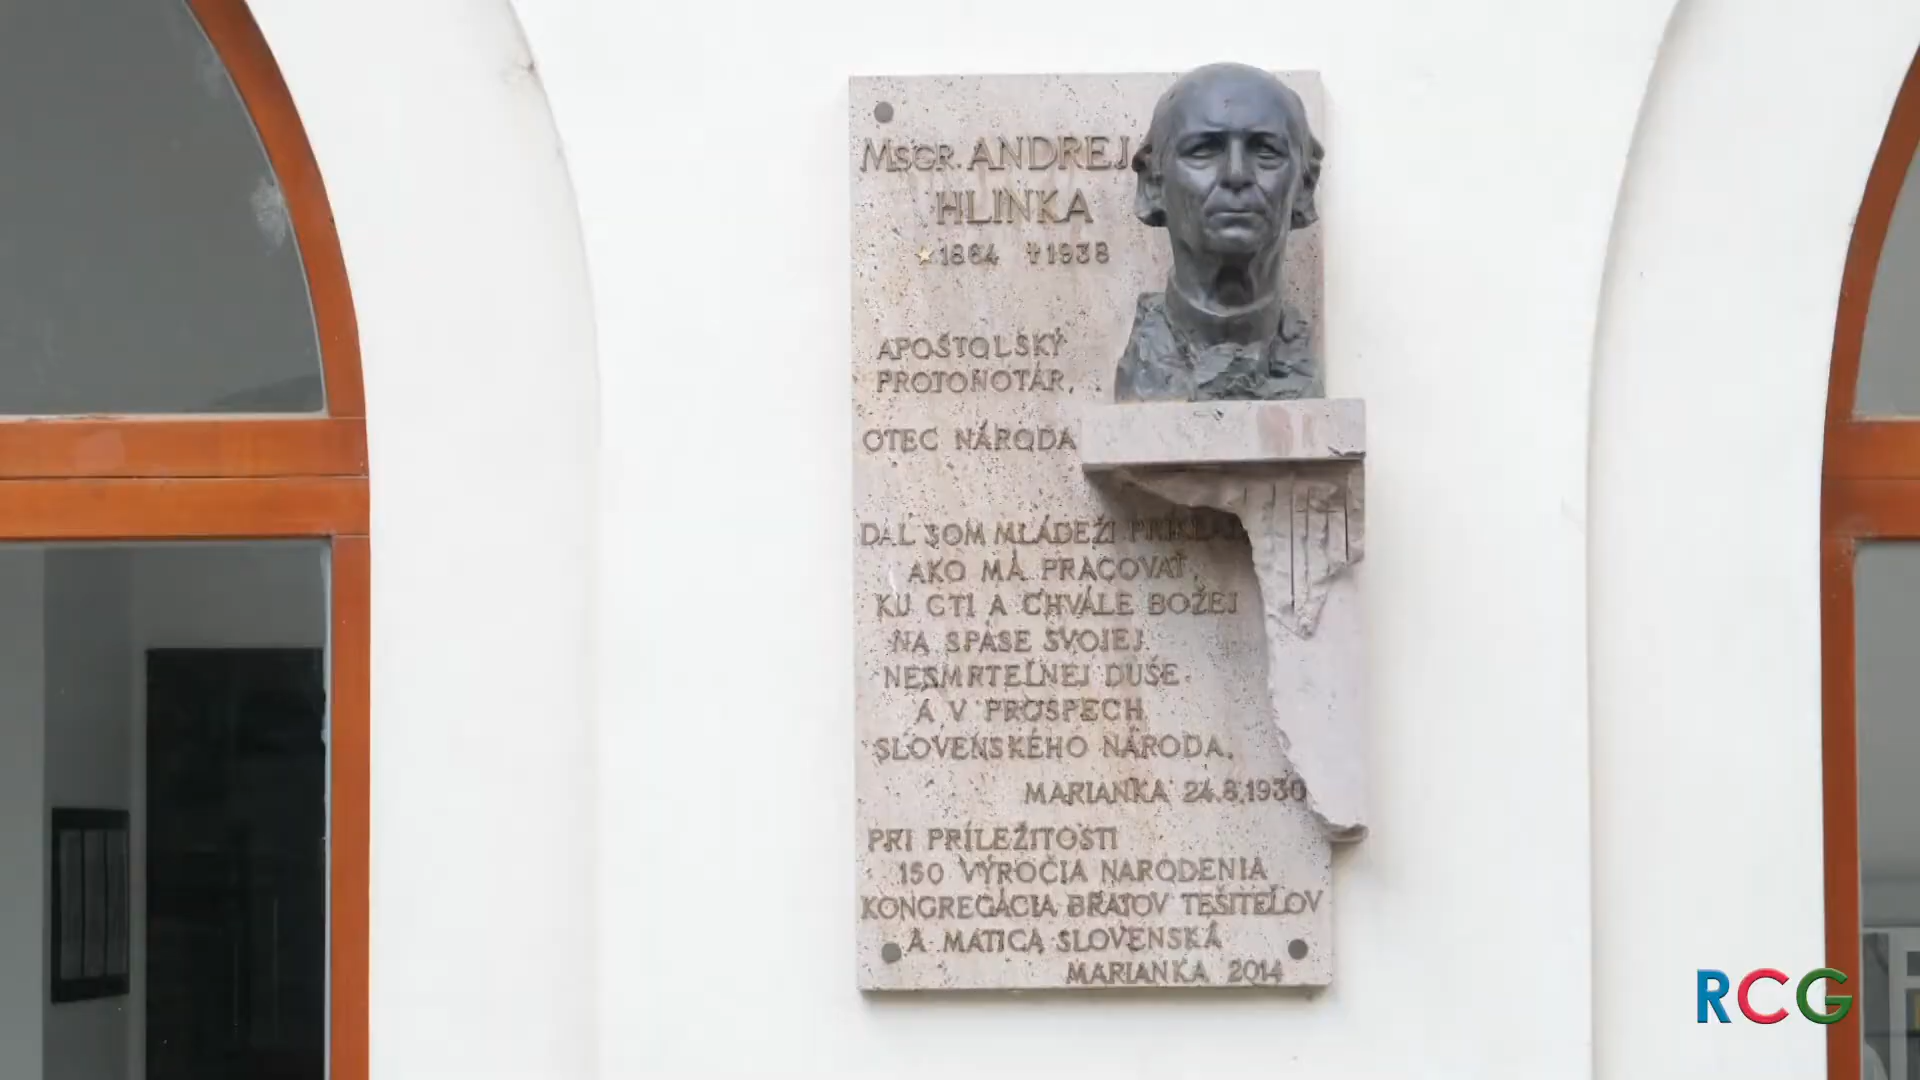 MSGR. ANDREJ
HLINKA
*1864 ✝1938
APOŠTOLSKÝ
PROTONOTÁR,
OTEC NÁRODA
DAL SOM MLÁDEŽI PRÍKLAD
AKO MÁ PRACOVAŤ
KU CTI A CHVÁLE BOŽEJ
NA SPÁSE SVOJEJ
NESMRTEĽNEJ DUŠE
A V PROSPECH
SLOVENSKÉHO NÁRODA.
MARIANKA 24.8.1930
PRI PRÍLEŽITOSTI
150 VÝROČIA NARODENIA
KONGREGÁCIA BRATOV TEŠITEĽOV
A MATICA SLOVENSKÁ
MARIANKA 2014
RCG